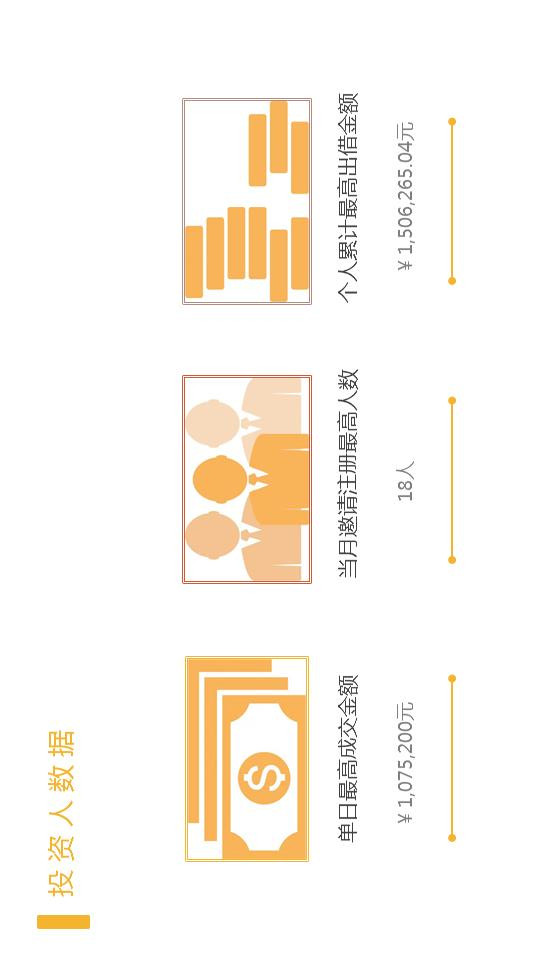 投资人数据
单日最高成交金额
¥ 1,075,200元
当月邀请注册最高人数
18人
个人累计最高出借金额
¥ 1,506,265.04元